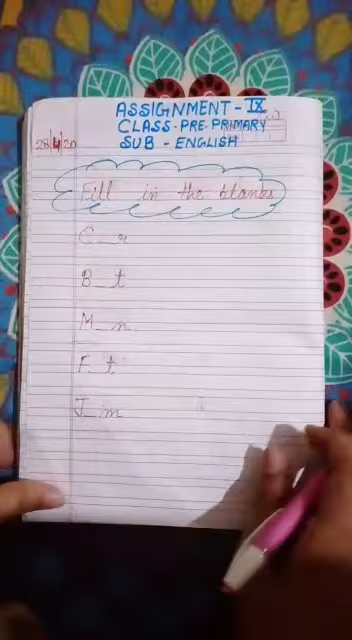 ASSIGNMENT - IX
CLASS - PRE - PRIMARY
28/4/20
SUB - ENGLISH
Fill in the blanks
C_r
B_t
M_n
F_t
J_m